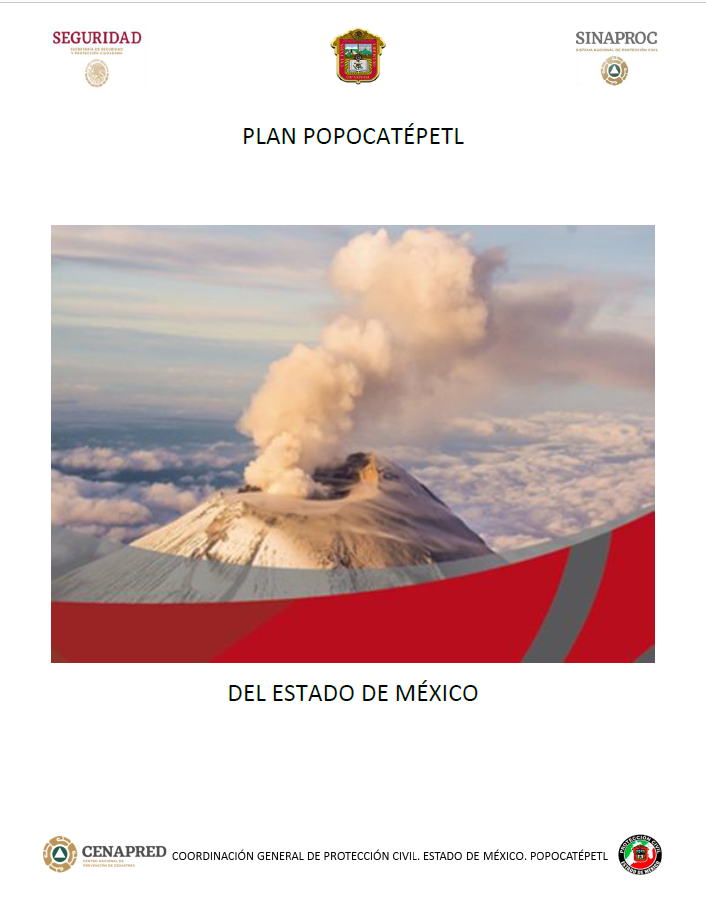 SEGURIDAD
SECRETARÍA DE SEGURIDAD
Y PROTECCIÓN CIUDADANA
SINAPROC
SISTEMA NACIONAL DE PROTECCIÓN CIVIL
PLAN POPOCATÉPETL
DEL ESTADO DE MÉXICO
CENAPRED
CENTRO NACIONAL DE
PREVENCIÓN DE DESASTRES
COORDINACIÓN GENERAL DE PROTECCIÓN CIVIL. ESTADO DE MÉXICO. POPOCATÉPETL
PROTECCIÓN CIVIL
ESTADO DE MÉXICO